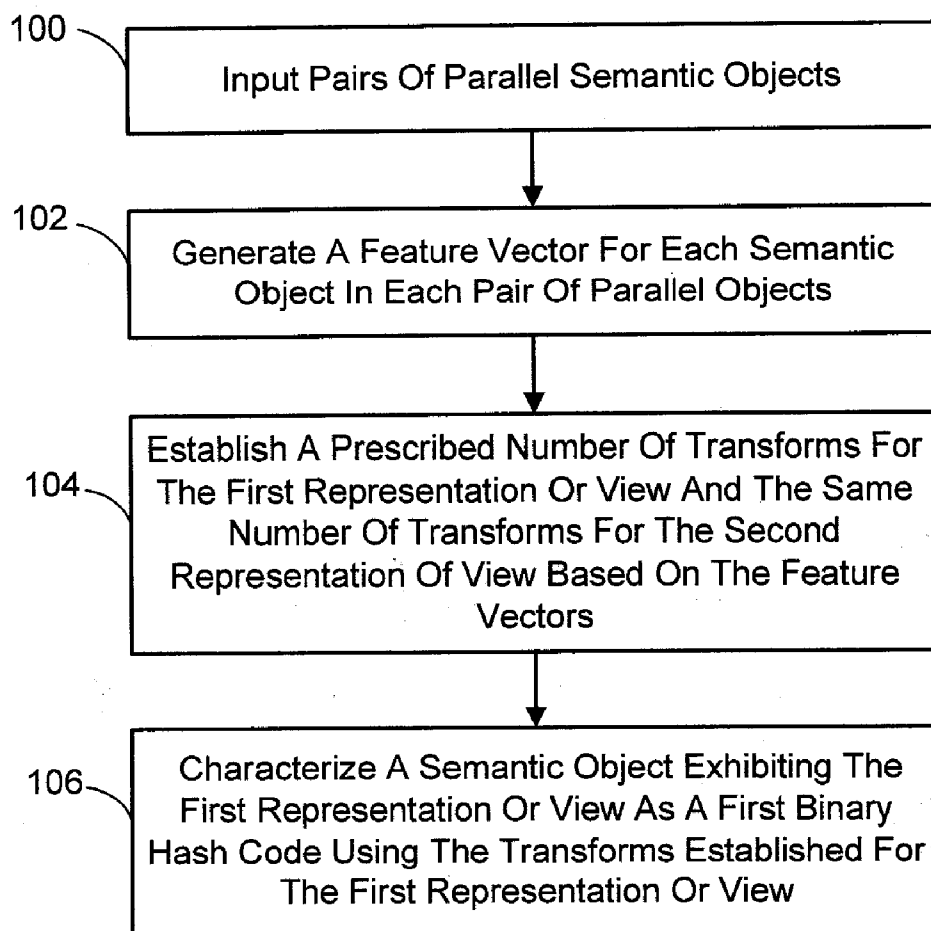 100
Input Pairs Of Parallel Semantic Objects
102
Generate A Feature Vector For Each Semantic
Object In Each Pair Of Parallel Objects
104
Establish A Prescribed Number Of Transforms For
The First Representation Or View And The Same
Number Of Transforms For The Second
Representation Of View Based On The Feature
Vectors
106
Characterize A Semantic Object Exhibiting The
First Representation Or View As A First Binary
Hash Code Using The Transforms Established For
The First Representation Or View